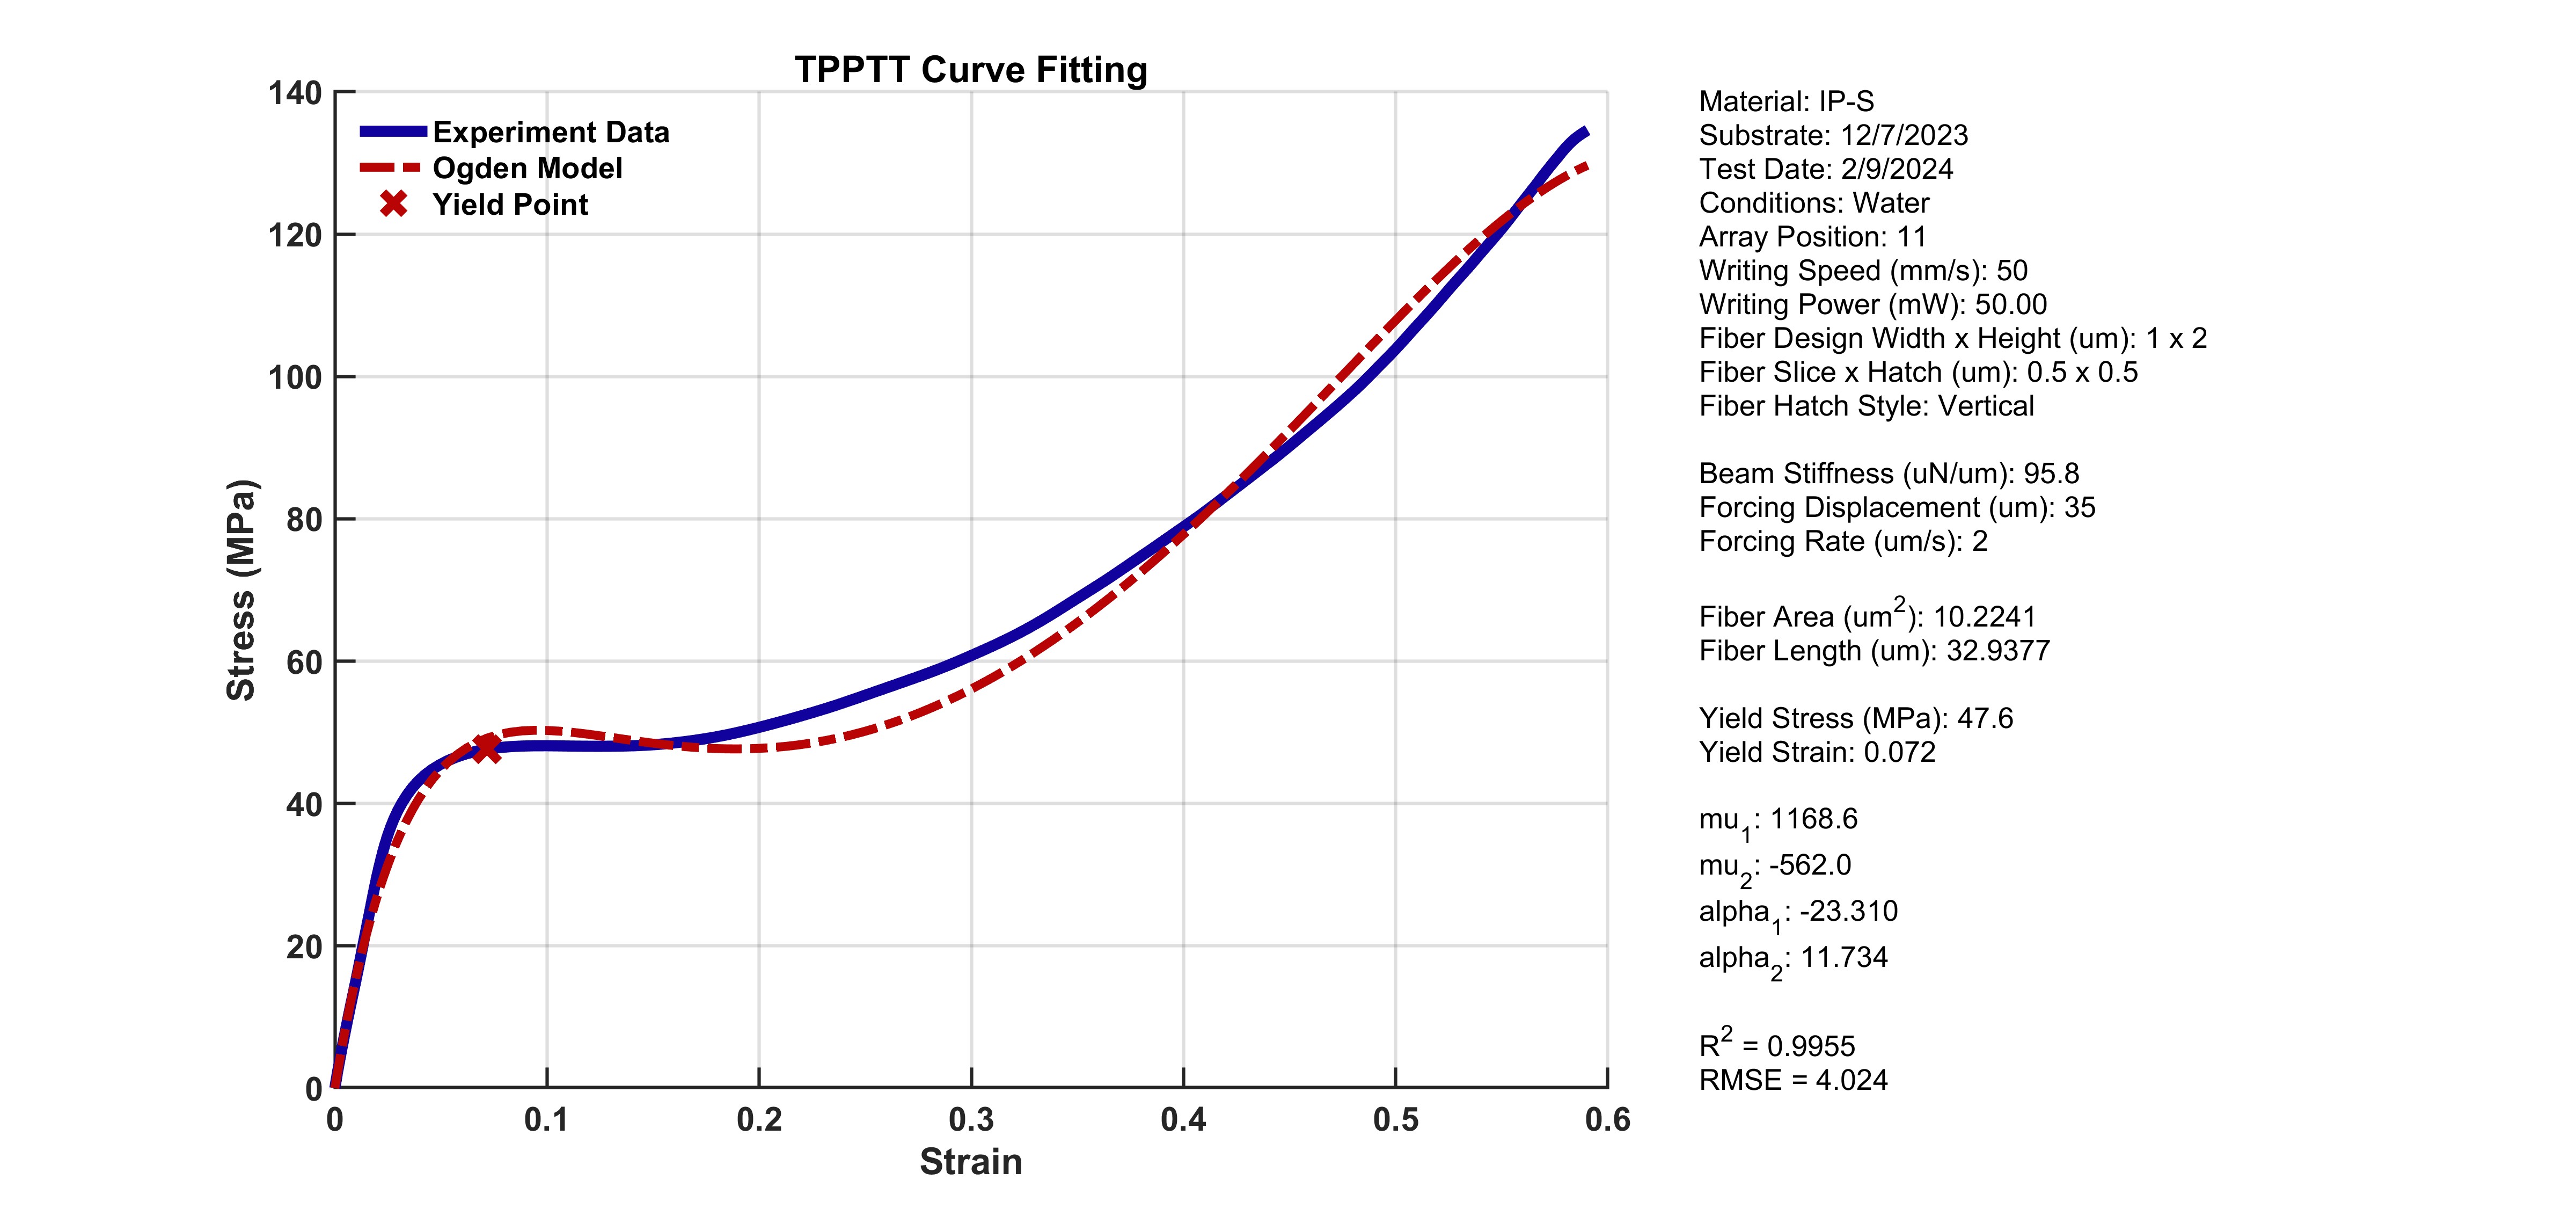 TPPTT Curve Fitting
140
120
100
80
60
40
20
0
Stress (MPa)
Experiment Data
Ogden Model
Yield Point
0 0.1 0.2 0.3 0.4 0.5 0.6
Strain
Material: IP-S
Substrate: 12/7/2023
Test Date: 2/9/2024
Conditions: Water
Array Position: 11
Writing Speed (mm/s): 50
Writing Power (mW): 50.00
Fiber Design Width x Height (um): 1 x 2
Fiber Slice x Hatch (um): 0.5 x 0.5
Fiber Hatch Style: Vertical
Beam Stiffness (uN/um): 95.8
Forcing Displacement (um): 35
Forcing Rate (um/s): 2
Fiber Area (um²): 10.2241
Fiber Length (um): 32.9377
Yield Stress (MPa): 47.6
Yield Strain: 0.072
mu₁: 1168.6
mu₂: -562.0
alpha₁: -23.310
alpha₂: 11.734
R² = 0.9955
RMSE = 4.024